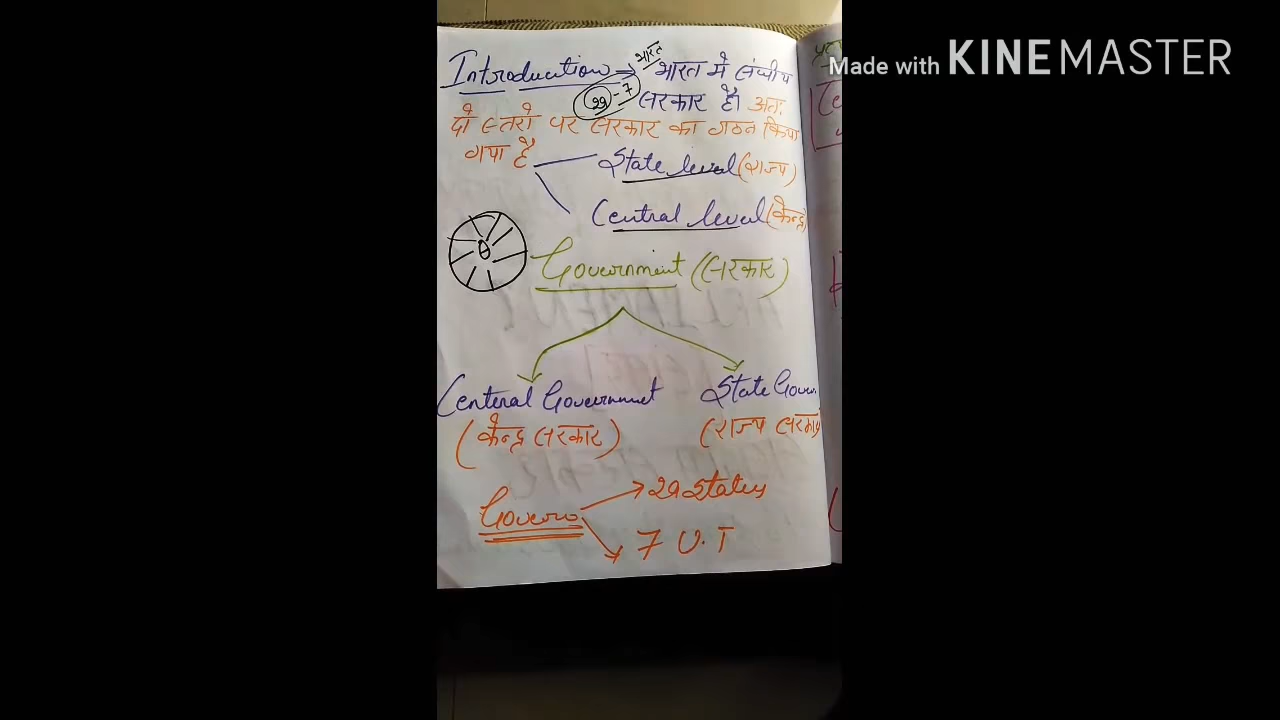 Made with KINEMASTER
भारत
Introduction → भारत में संघीय
29-7 सरकार है। अतः
दो स्तरो पर सरकार का गठन किया
गया है
State level (राज्य)
Central level (केन्द्र)
Government (सरकार)
Centeral Government
State Gover.
(केन्द्र सरकार)
(राज्य सरकार)
Govern
29 States
7 U.T